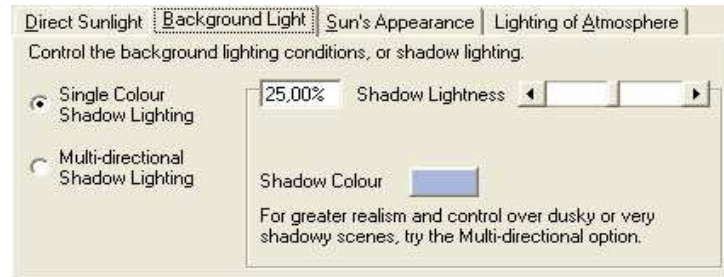 Direct Sunlight Background Light Sun's Appearance Lighting of Atmosphere
Control the background lighting conditions, or shadow lighting.
Single Colour
Shadow Lighting
25,00% Shadow Lightness
Multi-directional
Shadow Lighting
Shadow Colour
For greater realism and control over dusky or very
shadowy scenes, try the Multi-directional option.